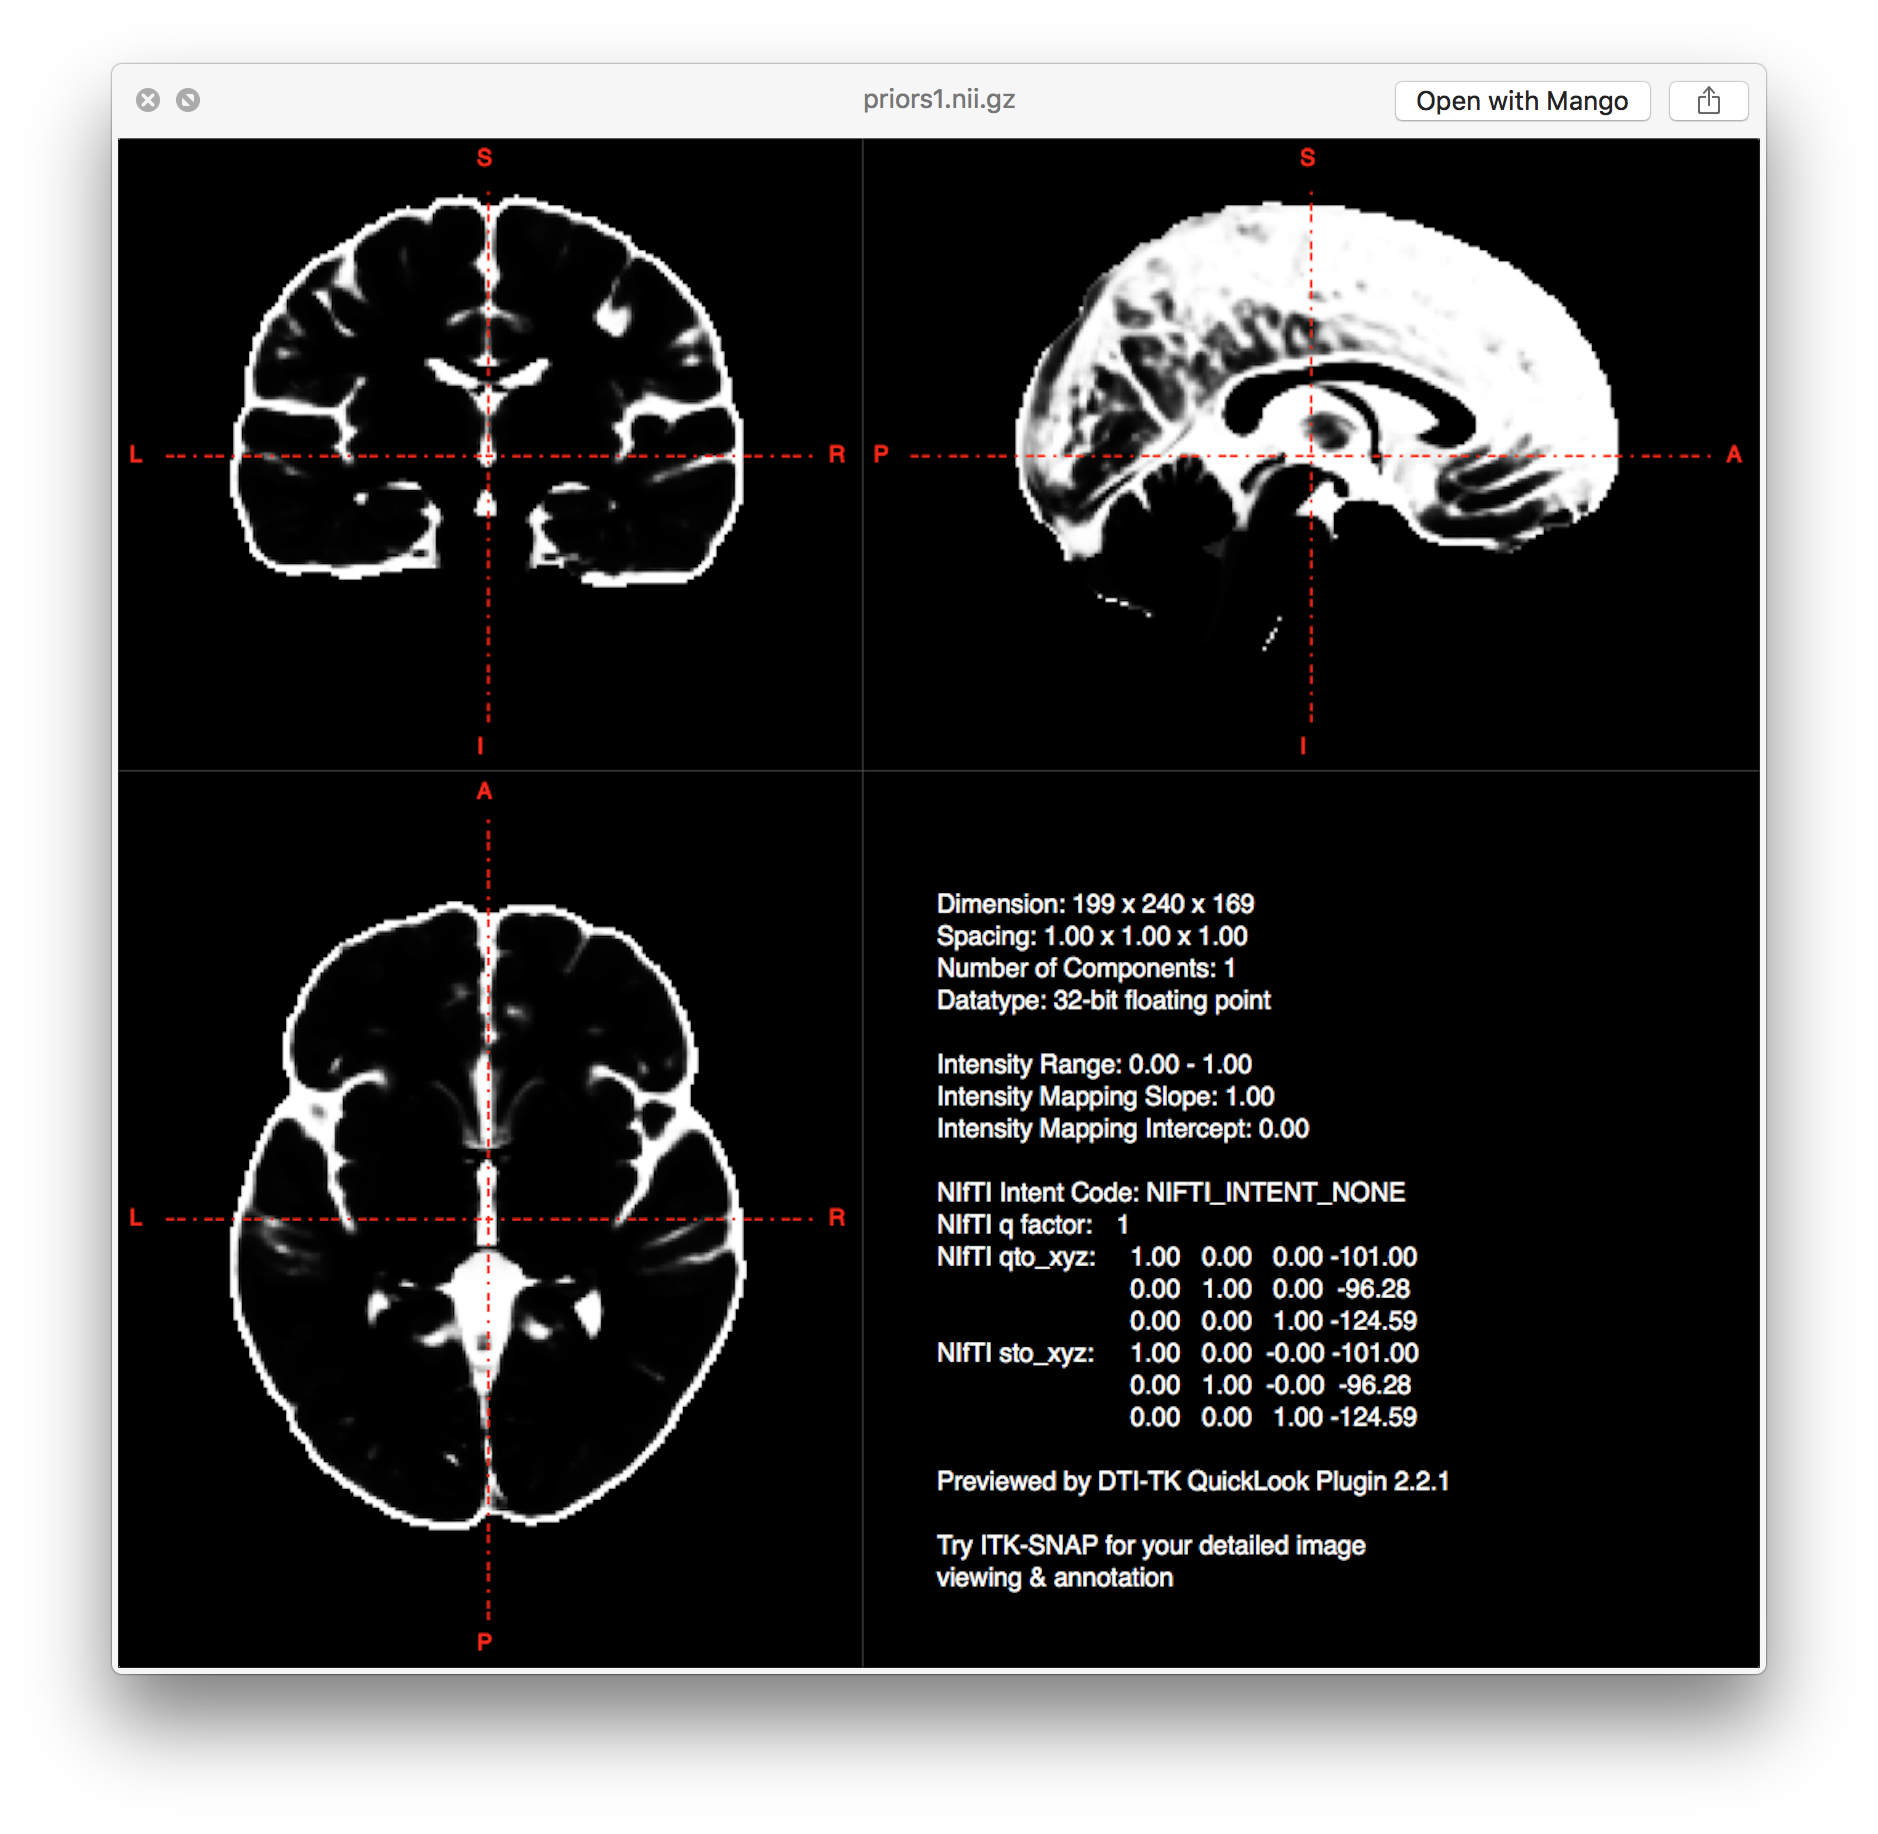 priors1.nii.gz
Open with Mango
S
L
R
I
S
P
A
I
A
L
R
P
Dimension: 199 x 240 x 169
Spacing: 1.00 x 1.00 x 1.00
Number of Components: 1
Datatype: 32-bit floating point
Intensity Range: 0.00 - 1.00
Intensity Mapping Slope: 1.00
Intensity Mapping Intercept: 0.00
NIfTI Intent Code: NIFTI_INTENT_NONE
NIfTI q factor: 1
NIfTI qto_xyz: 1.00 0.00 0.00 -101.00
0.00 1.00 0.00 -96.28
0.00 0.00 1.00 -124.59
NIfTI sto_xyz: 1.00 0.00 -0.00 -101.00
0.00 1.00 -0.00 -96.28
0.00 0.00 1.00 -124.59
Previewed by DTI-TK QuickLook Plugin 2.2.1
Try ITK-SNAP for your detailed image
viewing & annotation